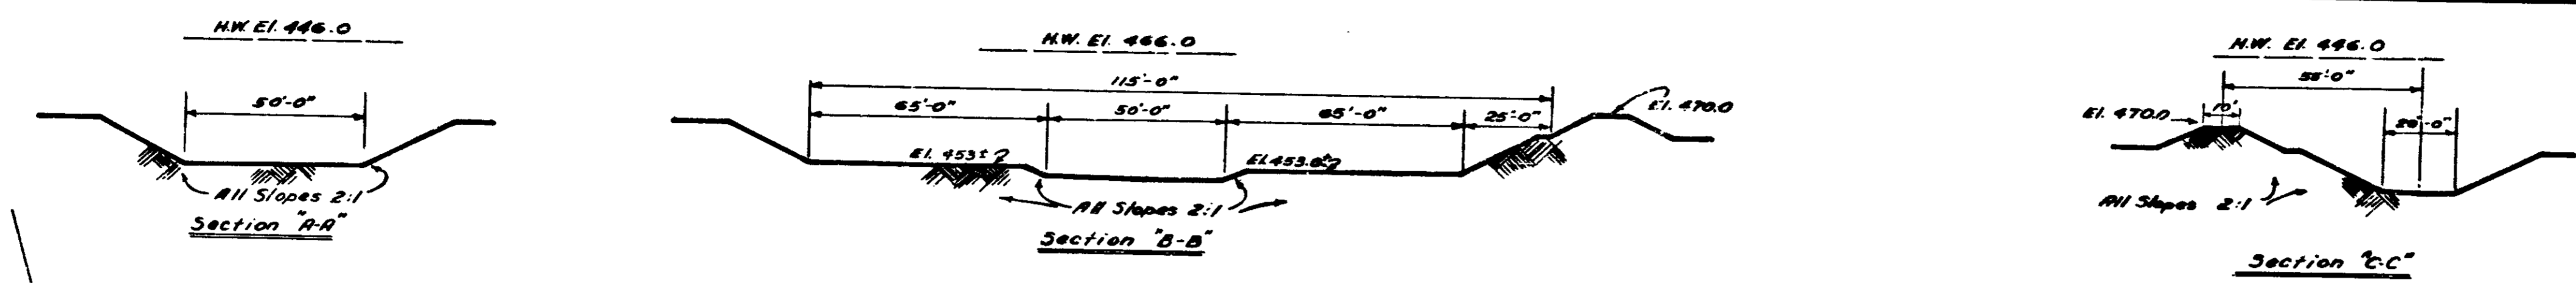 H.W. El. 446.0
50'-0"
All Slopes 2:1
Section "A-A"
H.W. El. 466.0
115'-0"
65'-0"
50'-0"
65'-0"
25'-0"
El. 470.0
El. 453±
El. 453.0±
All Slopes 2:1
Section "B-B"
H.W. El. 446.0
55'-0"
El. 470.0
10'
20'-0"
All Slopes 2:1
Section "C-C"